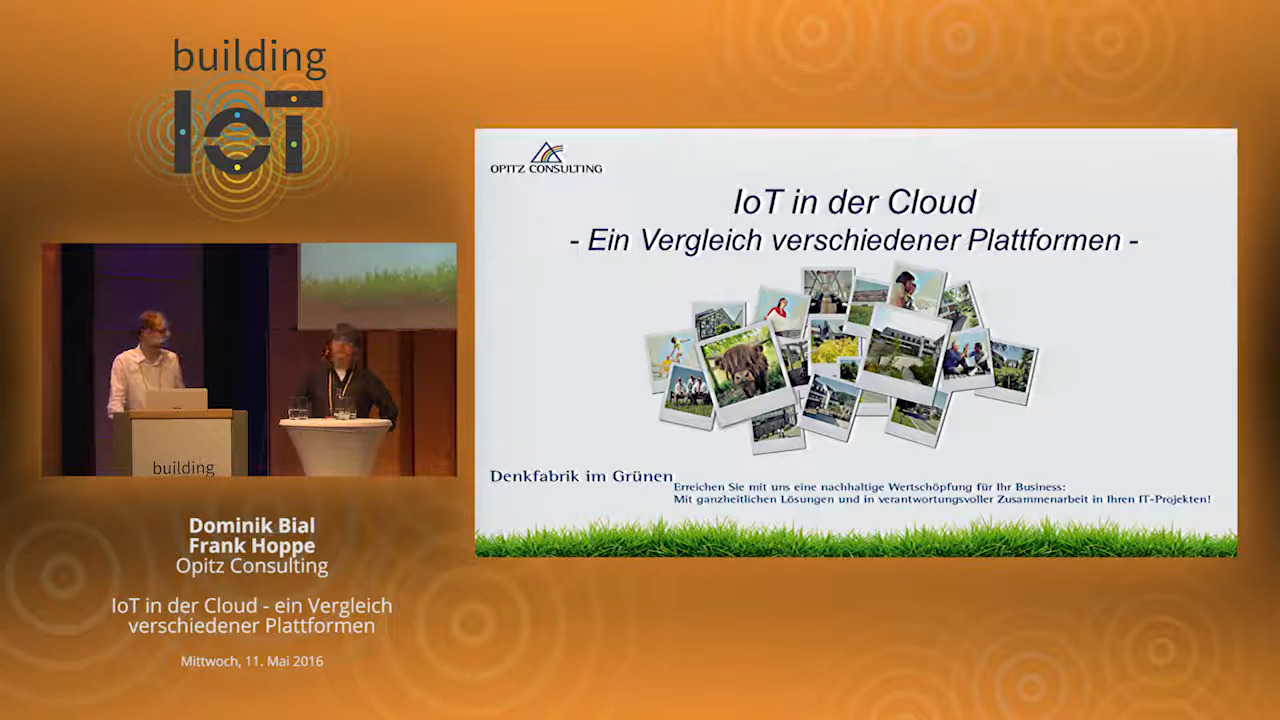 building
IoT
OPITZ CONSULTING
IoT in der Cloud
- Ein Vergleich verschiedener Plattformen -
Denkfabrik im Grünen
Erreichen Sie mit uns eine nachhaltige Wertschöpfung für Ihr Business:
Mit ganzheitlichen Lösungen und in verantwortungsvoller Zusammenarbeit in Ihren IT-Projekten!
building
Dominik Bial
Frank Hoppe
Opitz Consulting
IoT in der Cloud - ein Vergleich
verschiedener Plattformen
Mittwoch, 11. Mai 2016